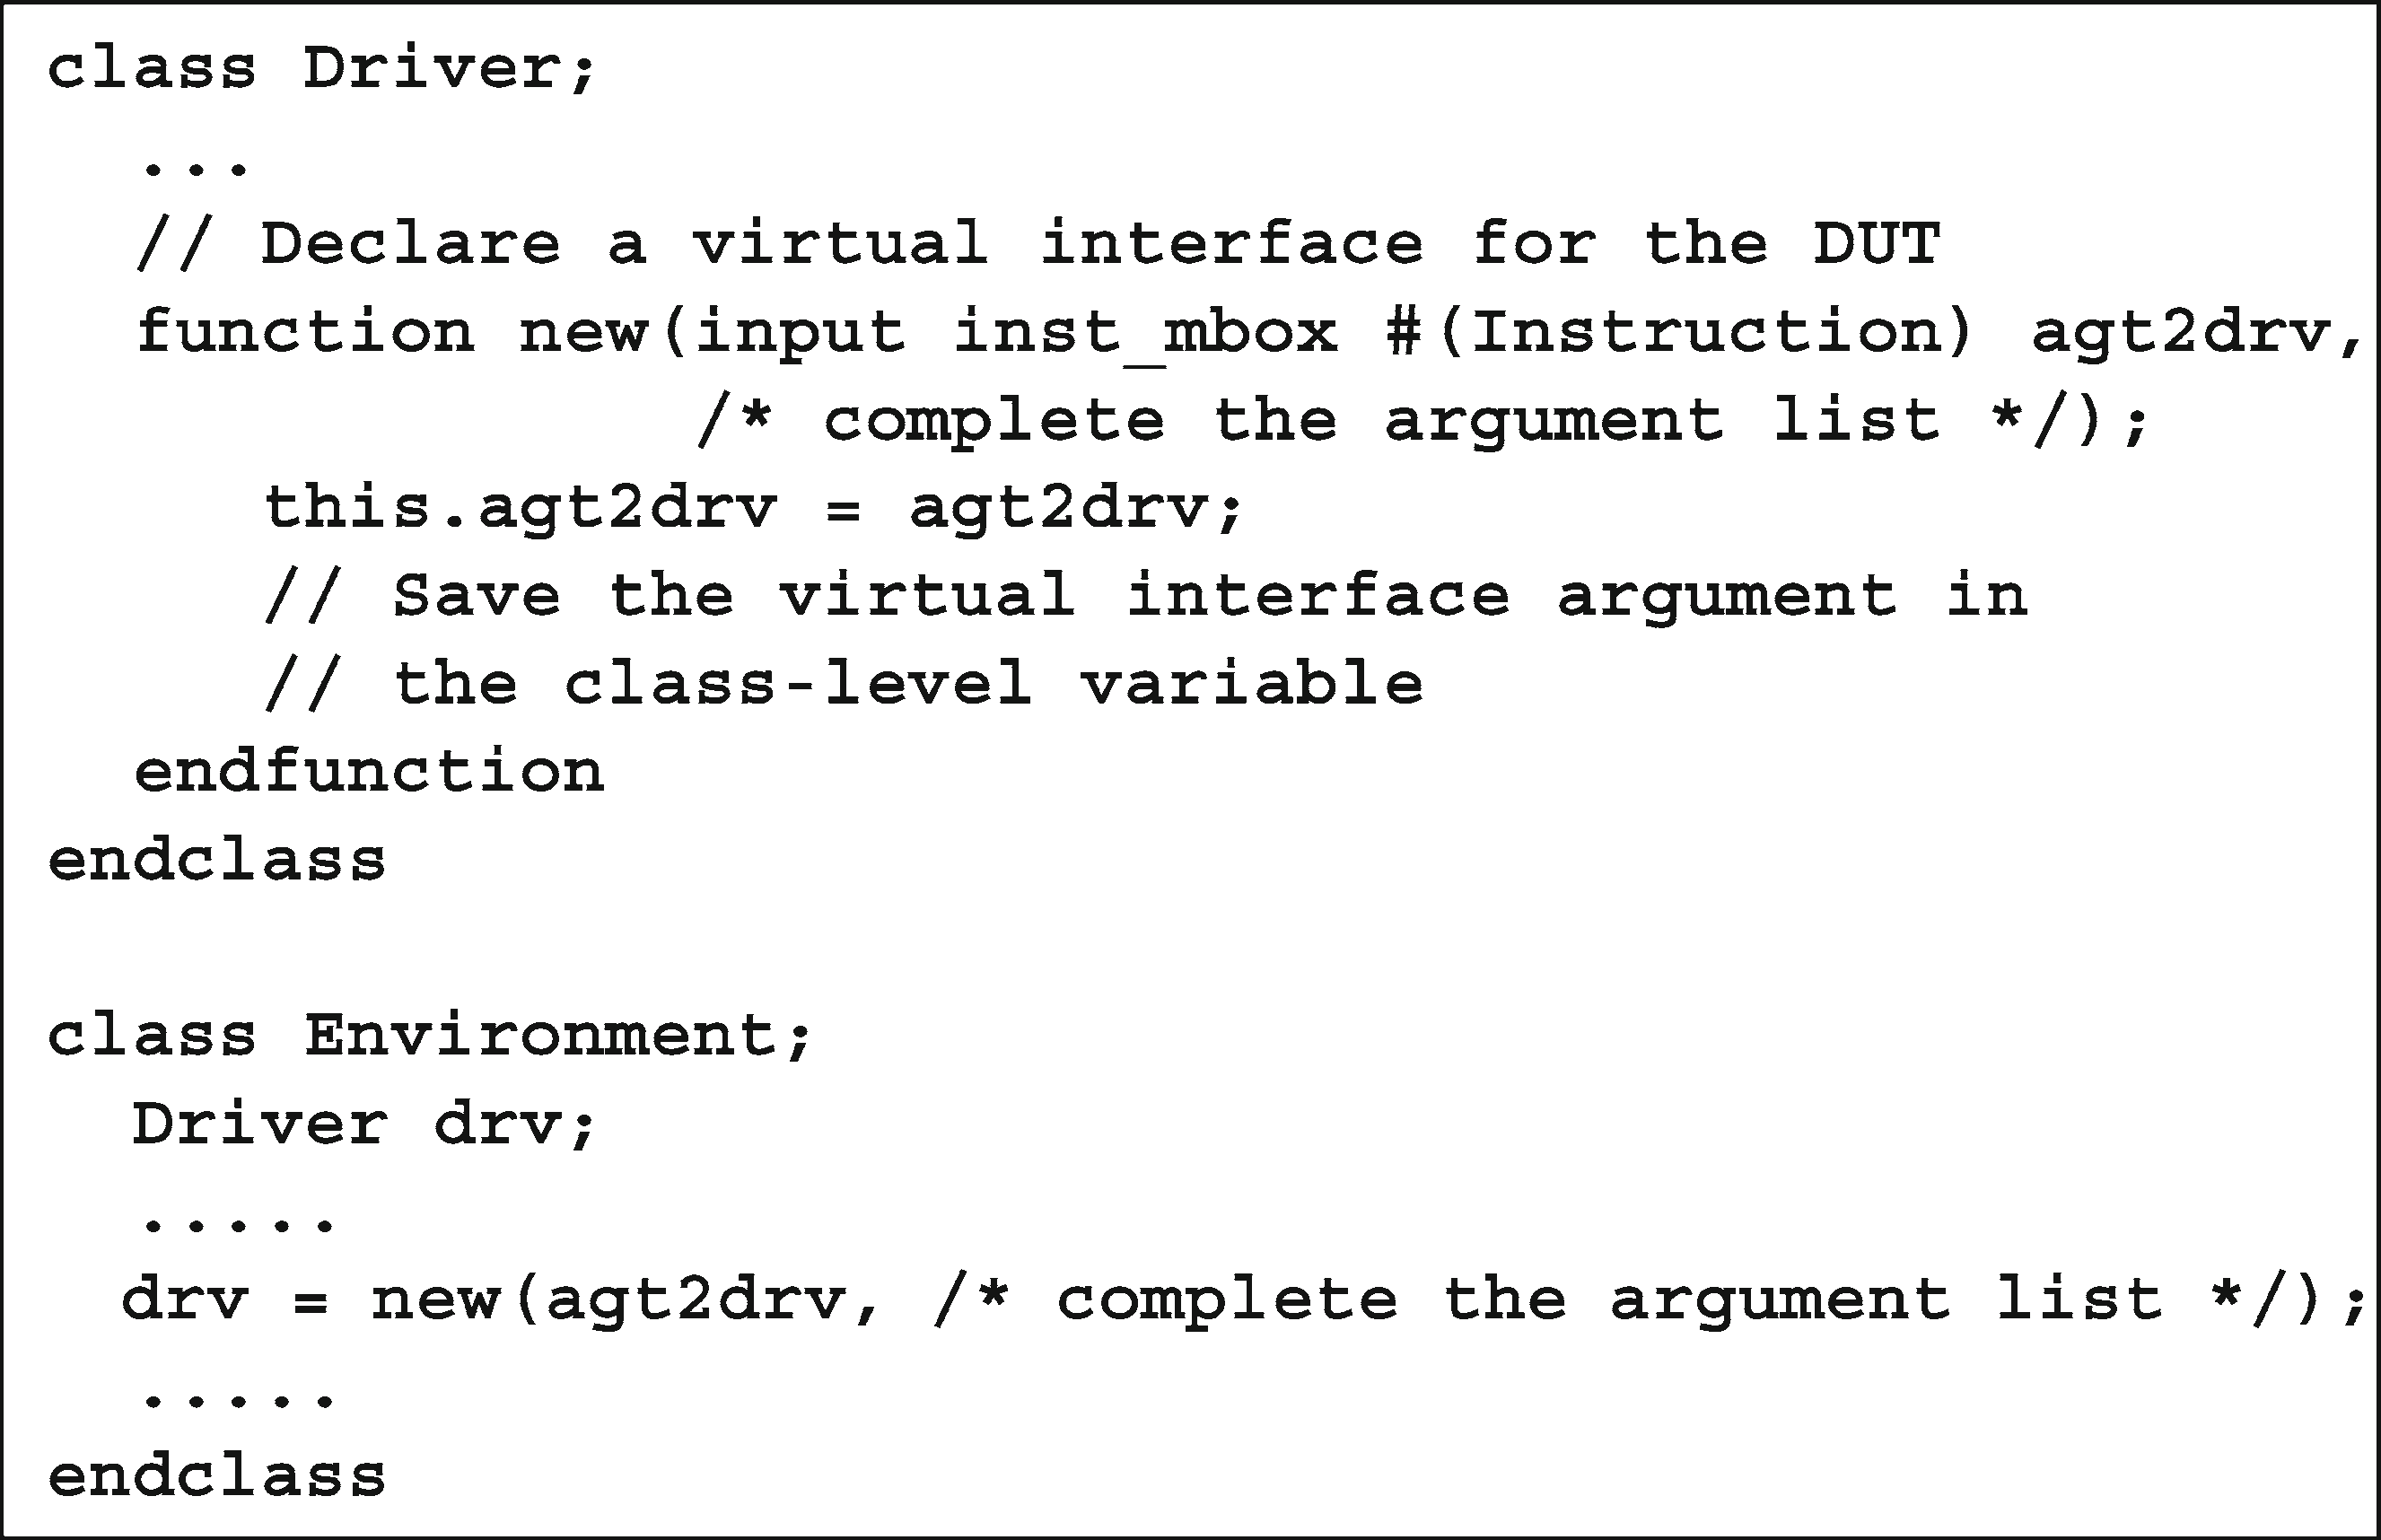 class Driver;
...
// Declare a virtual interface for the DUT
function new(input inst_mbox #(Instruction) agt2drv,
/* complete the argument list */);
this.agt2drv = agt2drv;
// Save the virtual interface argument in
// the class-level variable
endfunction
endclass
class Environment;
Driver drv;
.....
drv = new(agt2drv, /* complete the argument list */);
.....
endclass